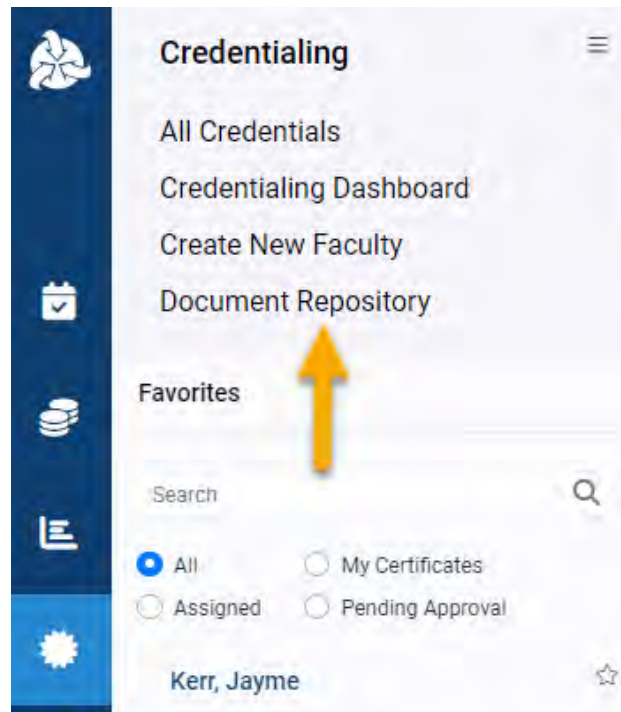 Credentialing
All Credentials
Credentialing Dashboard
Create New Faculty
Document Repository
Favorites
Search
All
My Certificates
Assigned
Pending Approval
Kerr, Jayme